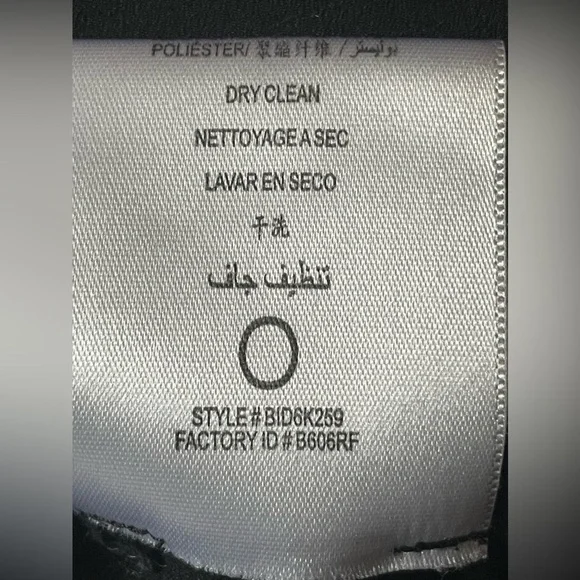 POLIÉSTER/ 聚酯纤维 / بوليستر
DRY CLEAN
NETTOYAGE A SEC
LAVAR EN SECO
干洗
تنظيف جاف
STYLE # BID6K259
FACTORY ID # B606RF